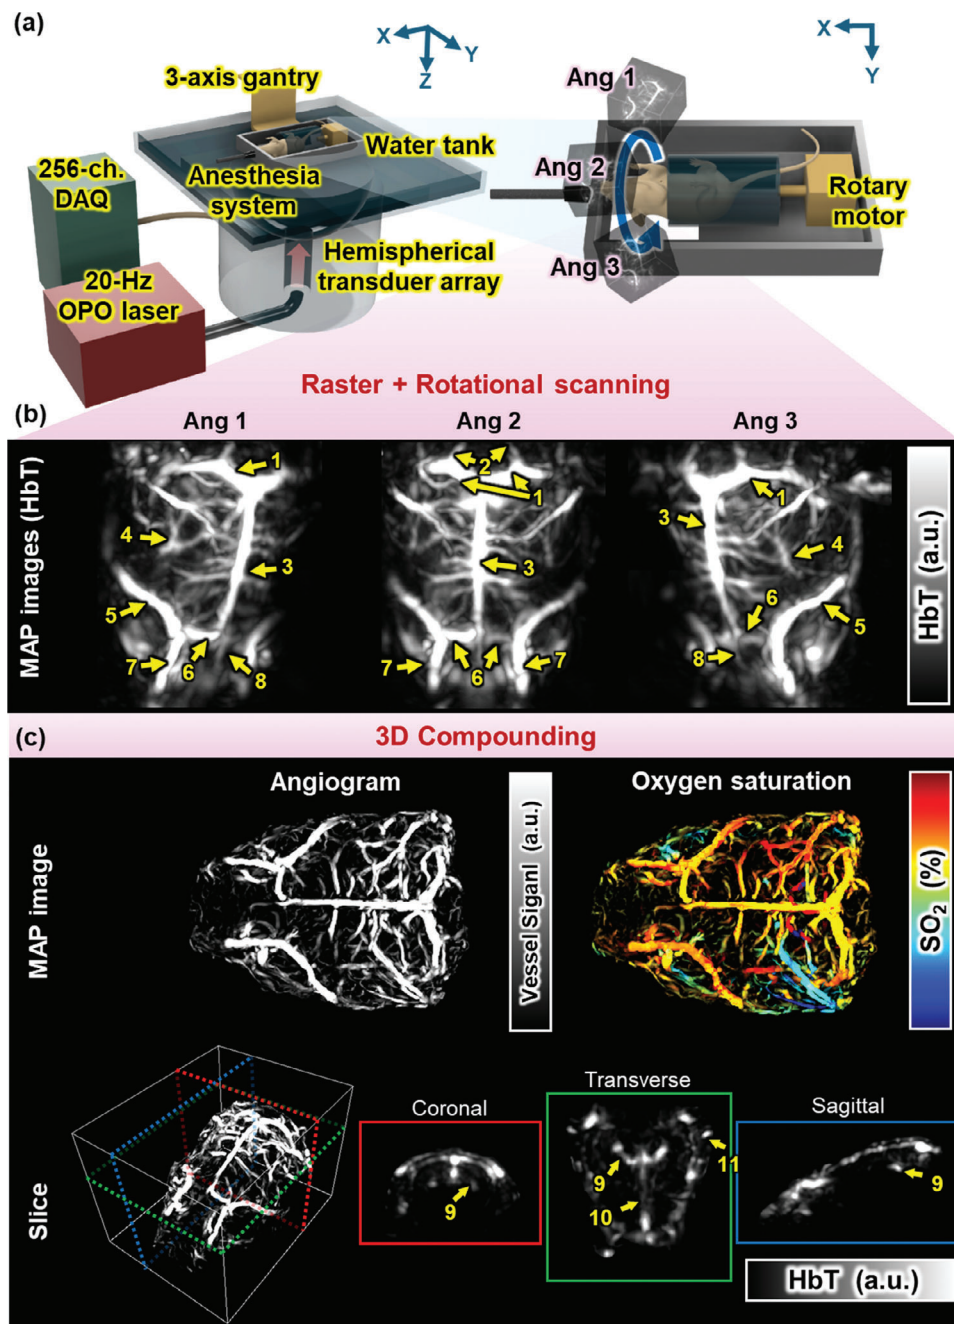 (a)
X
Y
Z
X
Y
3-axis gantry
Ang 1
Water tank
256-ch.
DAQ
Anesthesia
system
Ang 2
Rotary
motor
Hemispherical
transduer array
Ang 3
20-Hz
OPO laser
Raster + Rotational scanning
(b)
Ang 1
Ang 2
Ang 3
MAP images (HbT)
1
4
3
5
7
6
8
2
1
3
7
6
7
1
3
4
6
5
8
HbT (a.u.)
(c)
3D Compounding
Angiogram
Oxygen saturation
MAP image
Vessel Siganl (a.u.)
SO2 (%)
Slice
Coronal
9
Transverse
9
10
11
Sagittal
9
HbT (a.u.)